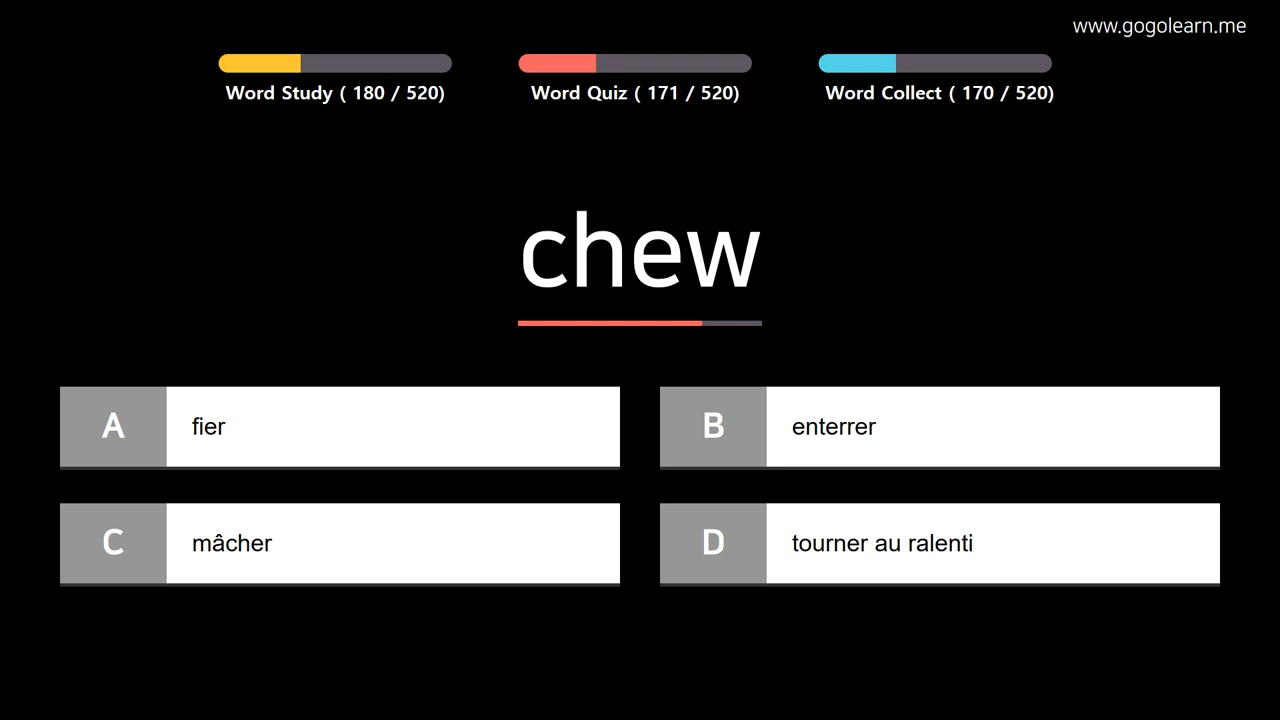 www.gogolearn.me
Word Study ( 180 / 520)
Word Quiz ( 171 / 520)
Word Collect ( 170 / 520)
chew
A
fier
B
enterrer
C
mâcher
D
tourner au ralenti